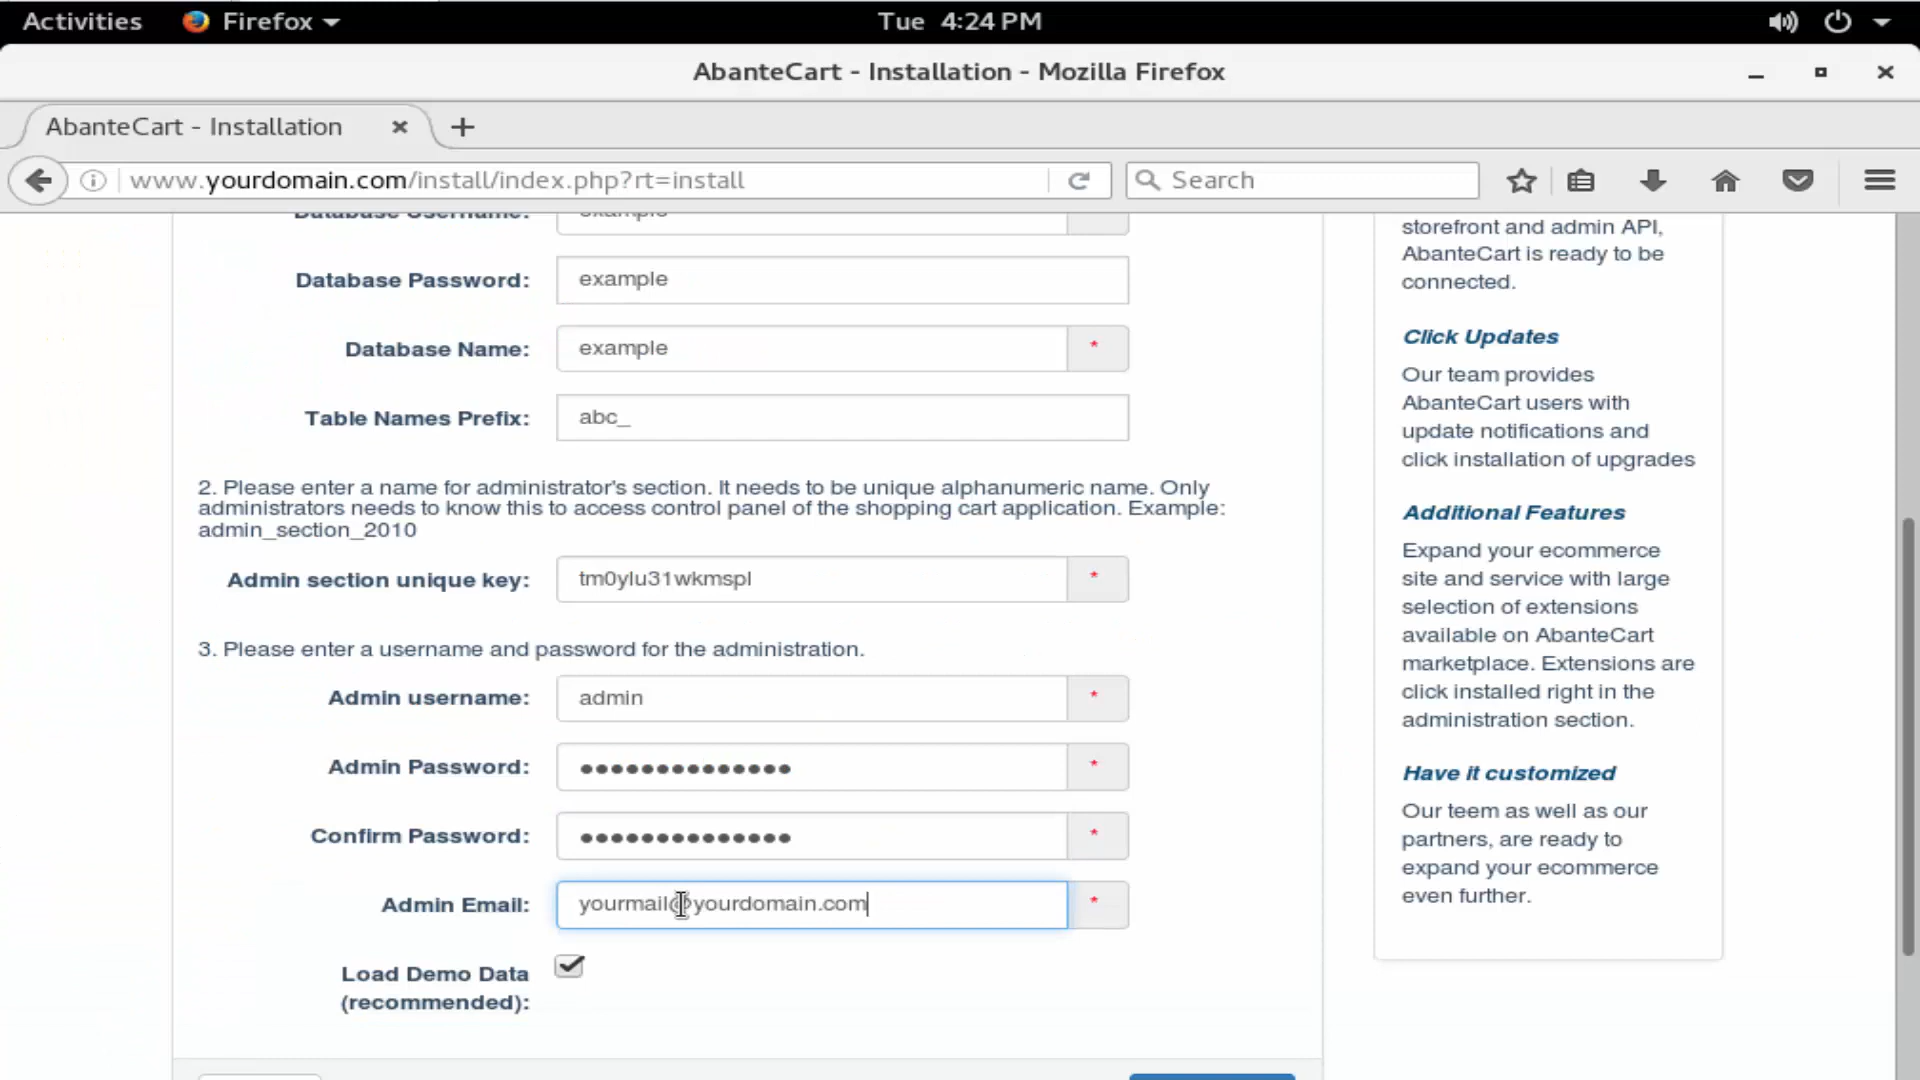 Activities
Firefox
Tue 4:24 PM
AbanteCart - Installation - Mozilla Firefox
AbanteCart - Installation
www.yourdomain.com/install/index.php?rt=install
Search
Database Username:
example
Database Password:
example
Database Name:
example
*
Table Names Prefix:
abc_
2. Please enter a name for administrator's section. It needs to be unique alphanumeric name. Only
administrators needs to know this to access control panel of the shopping cart application. Example:
admin_section_2010
Admin section unique key:
tm0ylu31wkmspl
*
3. Please enter a username and password for the administration.
Admin username:
admin
*
Admin Password:
*
Confirm Password:
*
Admin Email:
yourmail@yourdomain.com
*
Load Demo Data
(recommended):
storefront and admin API,
AbanteCart is ready to be
connected.
Click Updates
Our team provides
AbanteCart users with
update notifications and
click installation of upgrades
Additional Features
Expand your ecommerce
site and service with large
selection of extensions
available on AbanteCart
marketplace. Extensions are
click installed right in the
administration section.
Have it customized
Our teem as well as our
partners, are ready to
expand your ecommerce
even further.